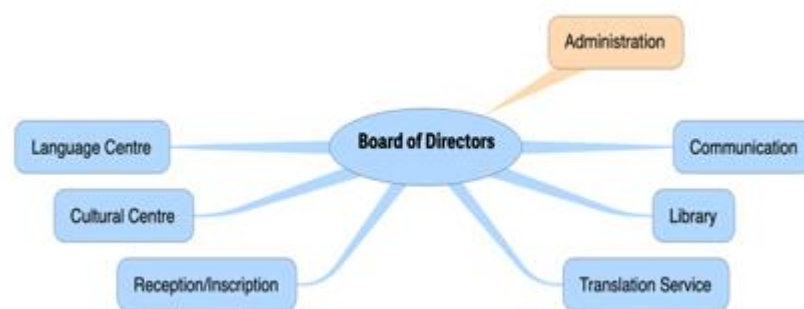 Administration
Board of Directors
Language Centre
Communication
Cultural Centre
Library
Reception/Inscription
Translation Service